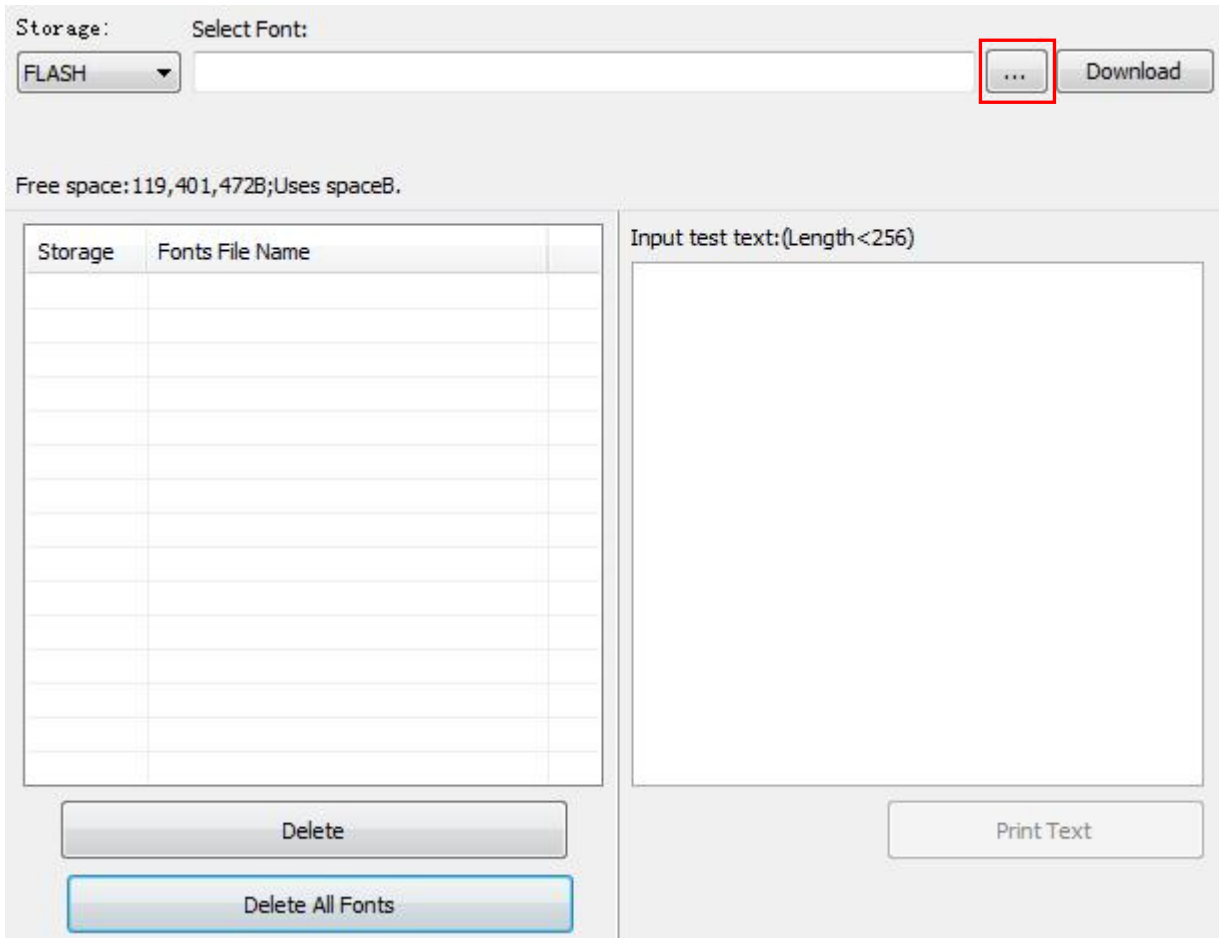 Storage: Select Font:
FLASH ... Download
Free space:119,401,472B;Uses spaceB.
Storage Fonts File Name
Input test text:(Length<256)
Delete
Print Text
Delete All Fonts